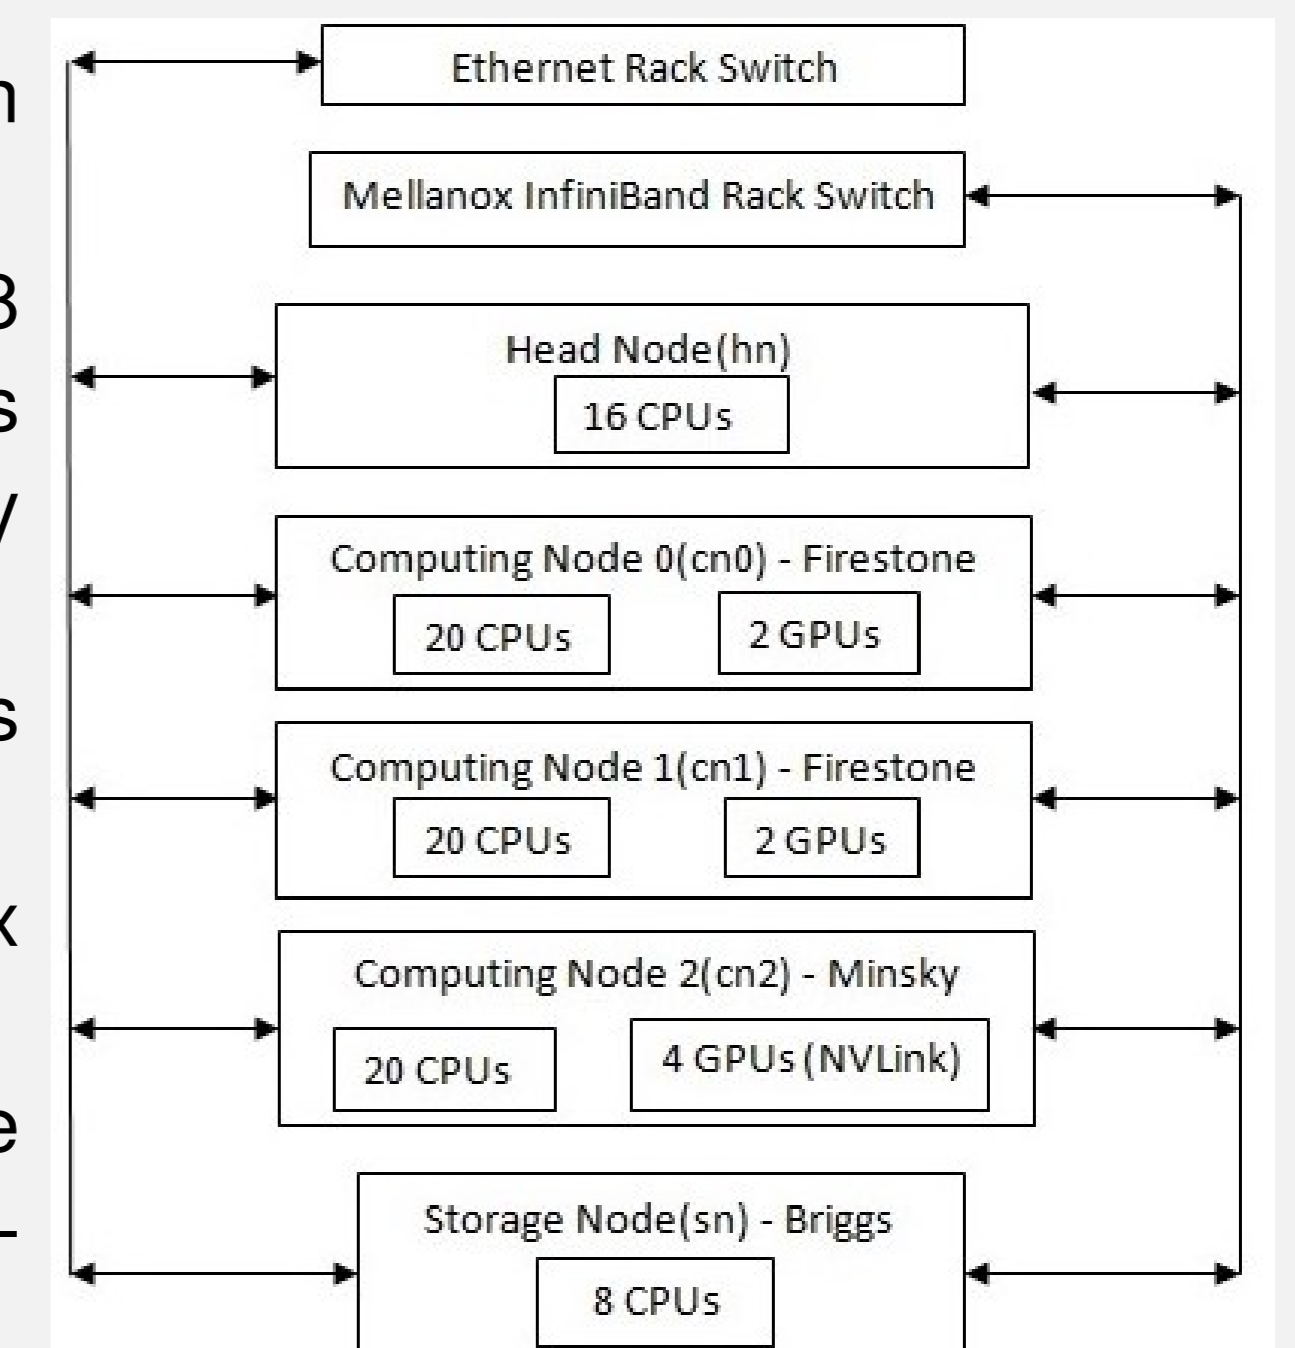 Ethernet Rack Switch
Mellanox InfiniBand Rack Switch
Head Node(hn)
16 CPUs
Computing Node 0(cn0) - Firestone
20 CPUs
2 GPUs
Computing Node 1(cn1) - Firestone
20 CPUs
2 GPUs
Computing Node 2(cn2) - Minsky
20 CPUs
4 GPUs (NVLink)
Storage Node(sn) - Briggs
8 CPUs